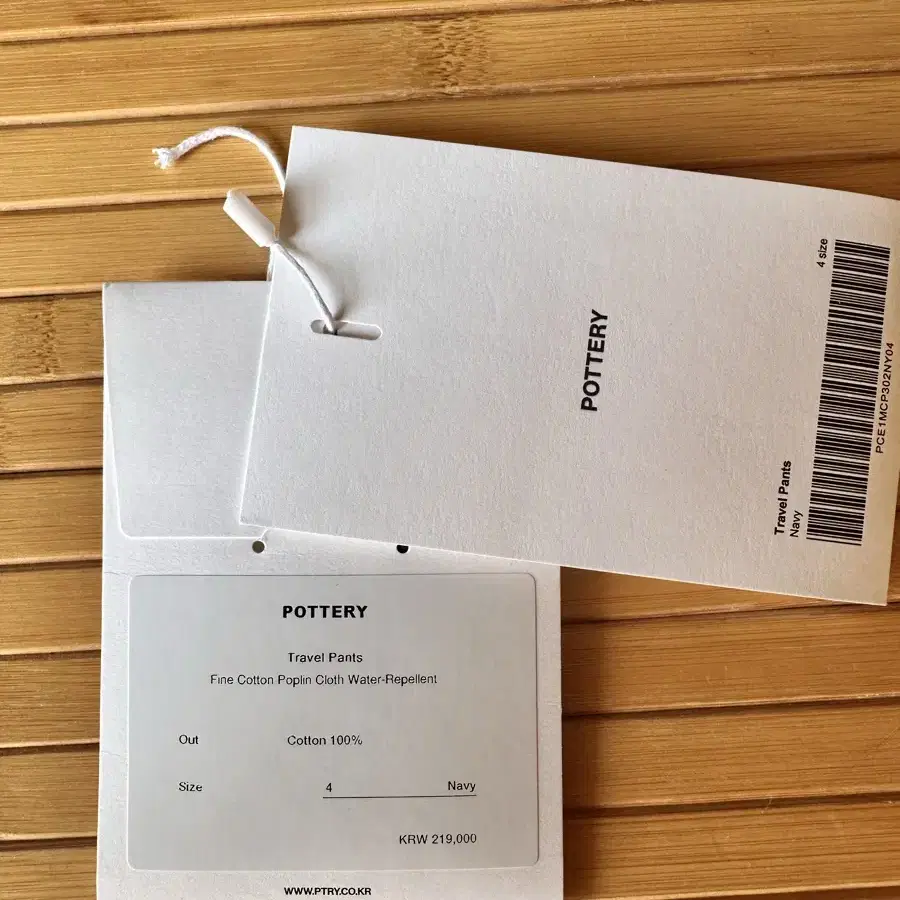 POTTERY
4 size
Travel Pants
Navy
PCE1MCP302NY04
POTTERY
Travel Pants
Fine Cotton Poplin Cloth Water-Repellent
Out Cotton 100%
Size 4 Navy
KRW 219,000
WWW.PTRY.CO.KR